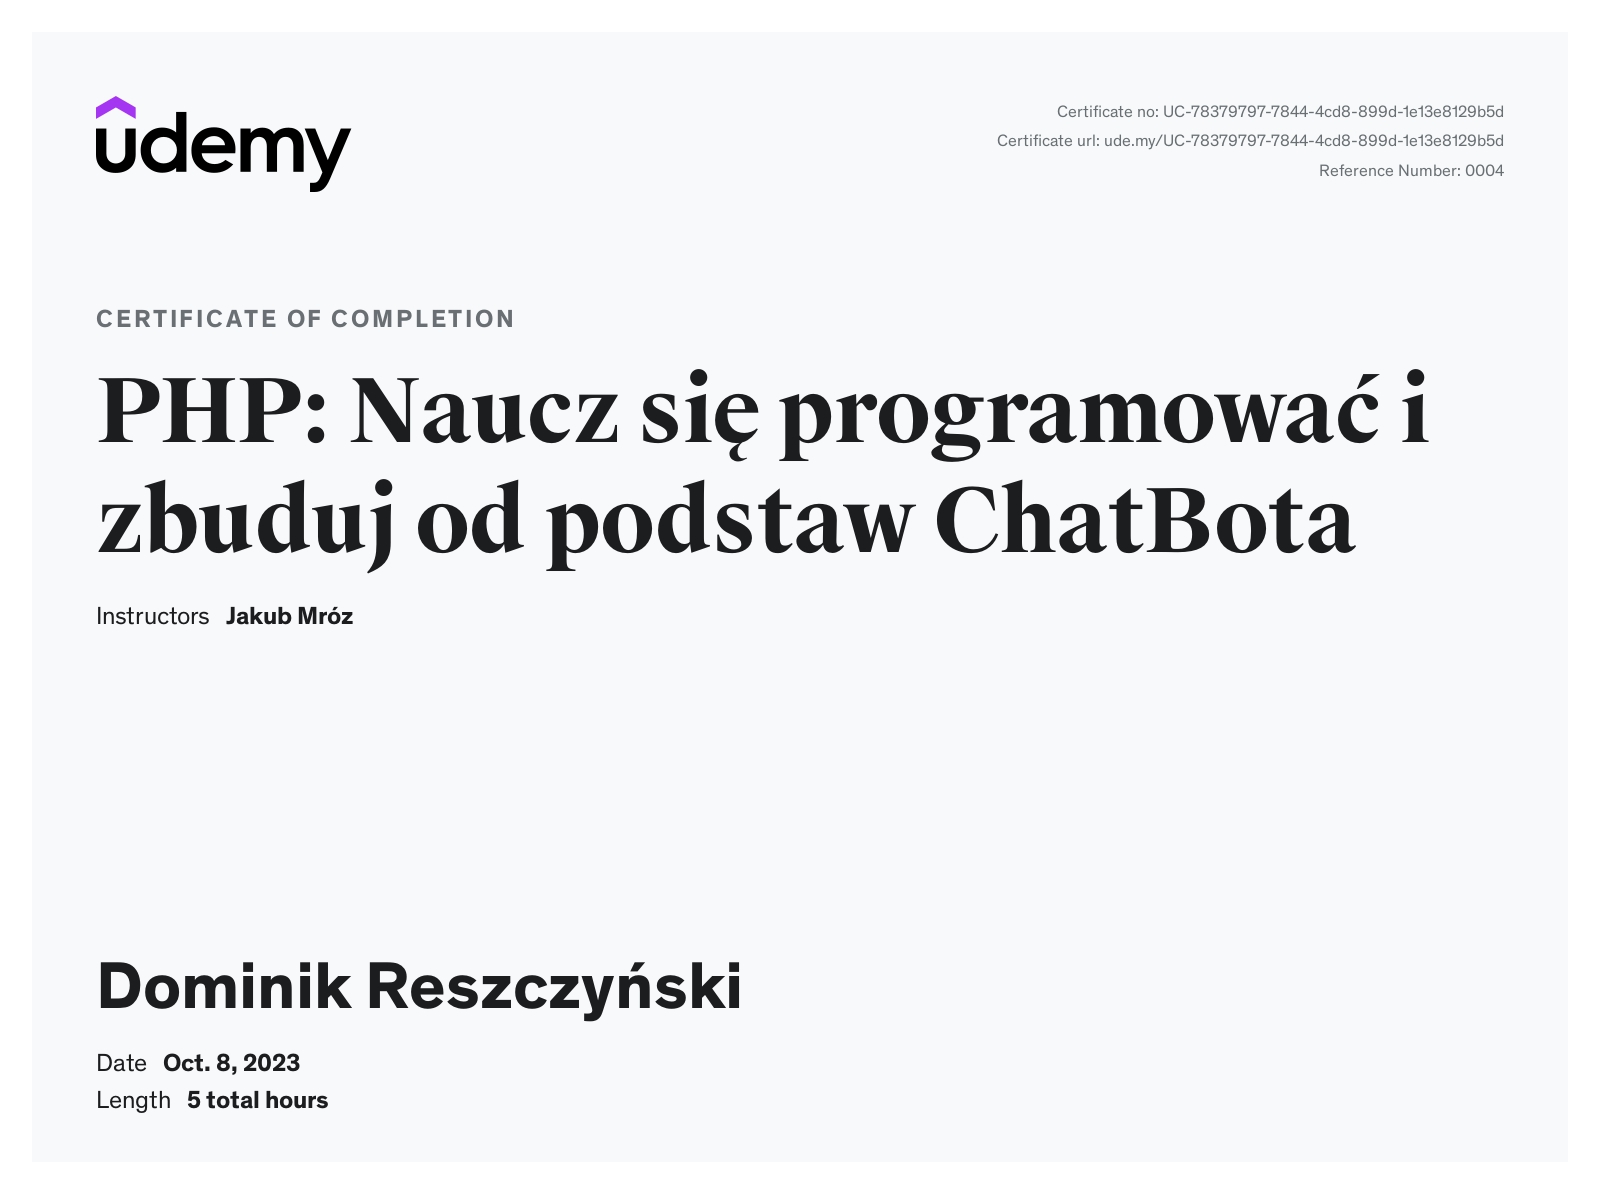 udemy
Certificate no: UC-78379797-7844-4cd8-899d-1e13e8129b5d
Certificate url: ude.my/UC-78379797-7844-4cd8-899d-1e13e8129b5d
Reference Number: 0004
CERTIFICATE OF COMPLETION
PHP: Naucz się programować i
zbuduj od podstaw ChatBota
Instructors Jakub Mróz
Dominik Reszczyński
Date Oct. 8, 2023
Length 5 total hours